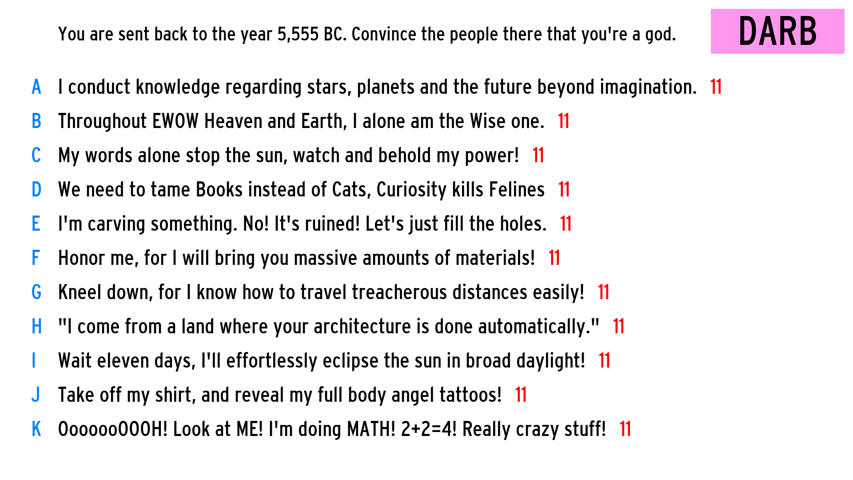 You are sent back to the year 5,555 BC. Convince the people there that you're a god.
DARB
A I conduct knowledge regarding stars, planets and the future beyond imagination. 11
B Throughout EWOW Heaven and Earth, I alone am the Wise one. 11
C My words alone stop the sun, watch and behold my power! 11
D We need to tame Books instead of Cats, Curiosity kills Felines 11
E I'm carving something. No! It's ruined! Let's just fill the holes. 11
F Honor me, for I will bring you massive amounts of materials! 11
G Kneel down, for I know how to travel treacherous distances easily! 11
H "I come from a land where your architecture is done automatically." 11
I Wait eleven days, I'll effortlessly eclipse the sun in broad daylight! 11
J Take off my shirt, and reveal my full body angel tattoos! 11
K OoooooOOOH! Look at ME! I'm doing MATH! 2+2=4! Really crazy stuff! 11